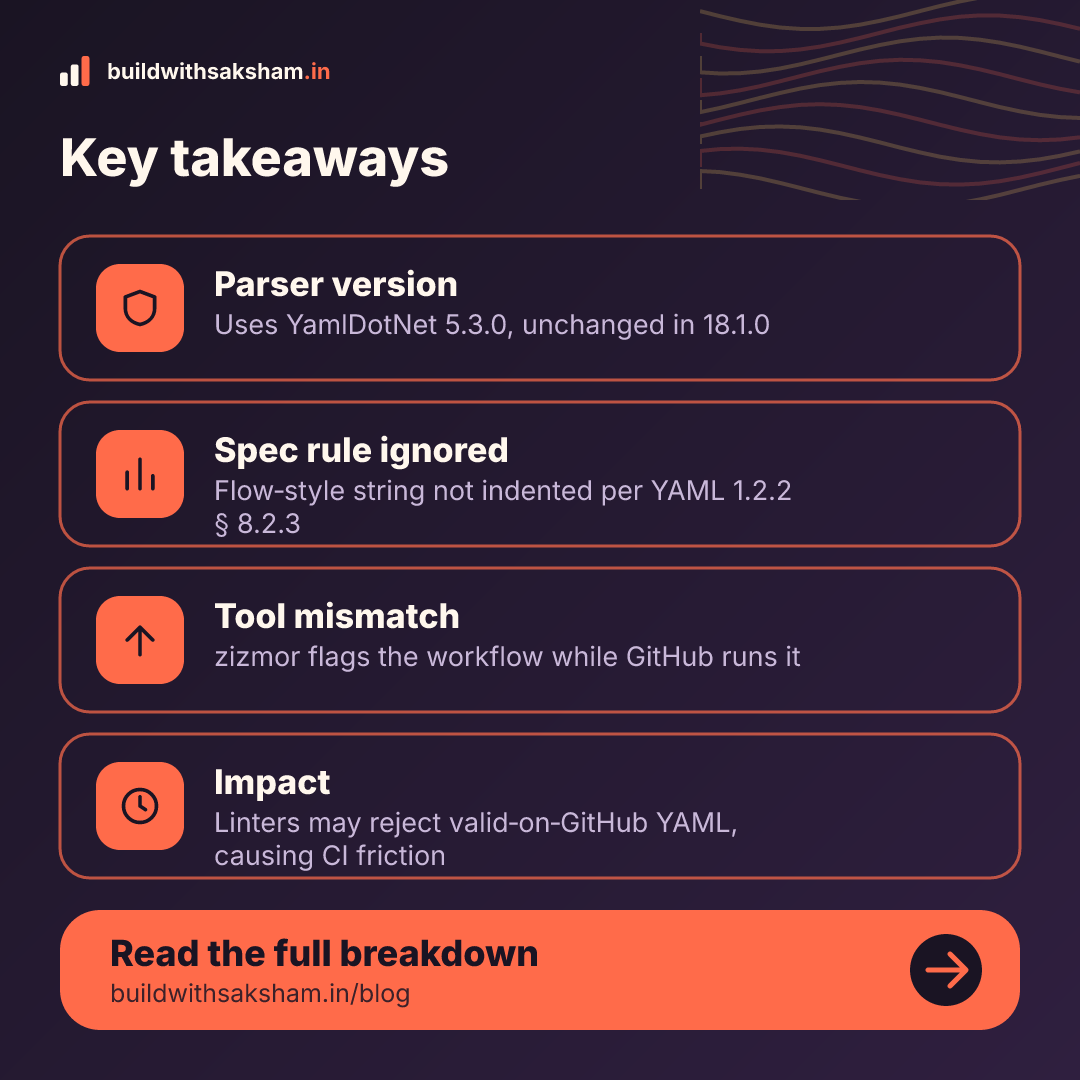 buildwithsaksham.in
Key takeaways
Parser version
Uses YamlDotNet 5.3.0, unchanged in 18.1.0
Spec rule ignored
Flow-style string not indented per YAML 1.2.2
§ 8.2.3
Tool mismatch
zizmor flags the workflow while GitHub runs it
Impact
Linters may reject valid-on-GitHub YAML,
causing CI friction
Read the full breakdown
buildwithsaksham.in/blog